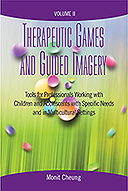 VOLUME II
THERAPEUTIC GAMES
AND GUIDED IMAGERY
Tools for Professionals Working with
Children and Adolescents with Specific Needs
and in Multicultural Settings
Monit Cheung